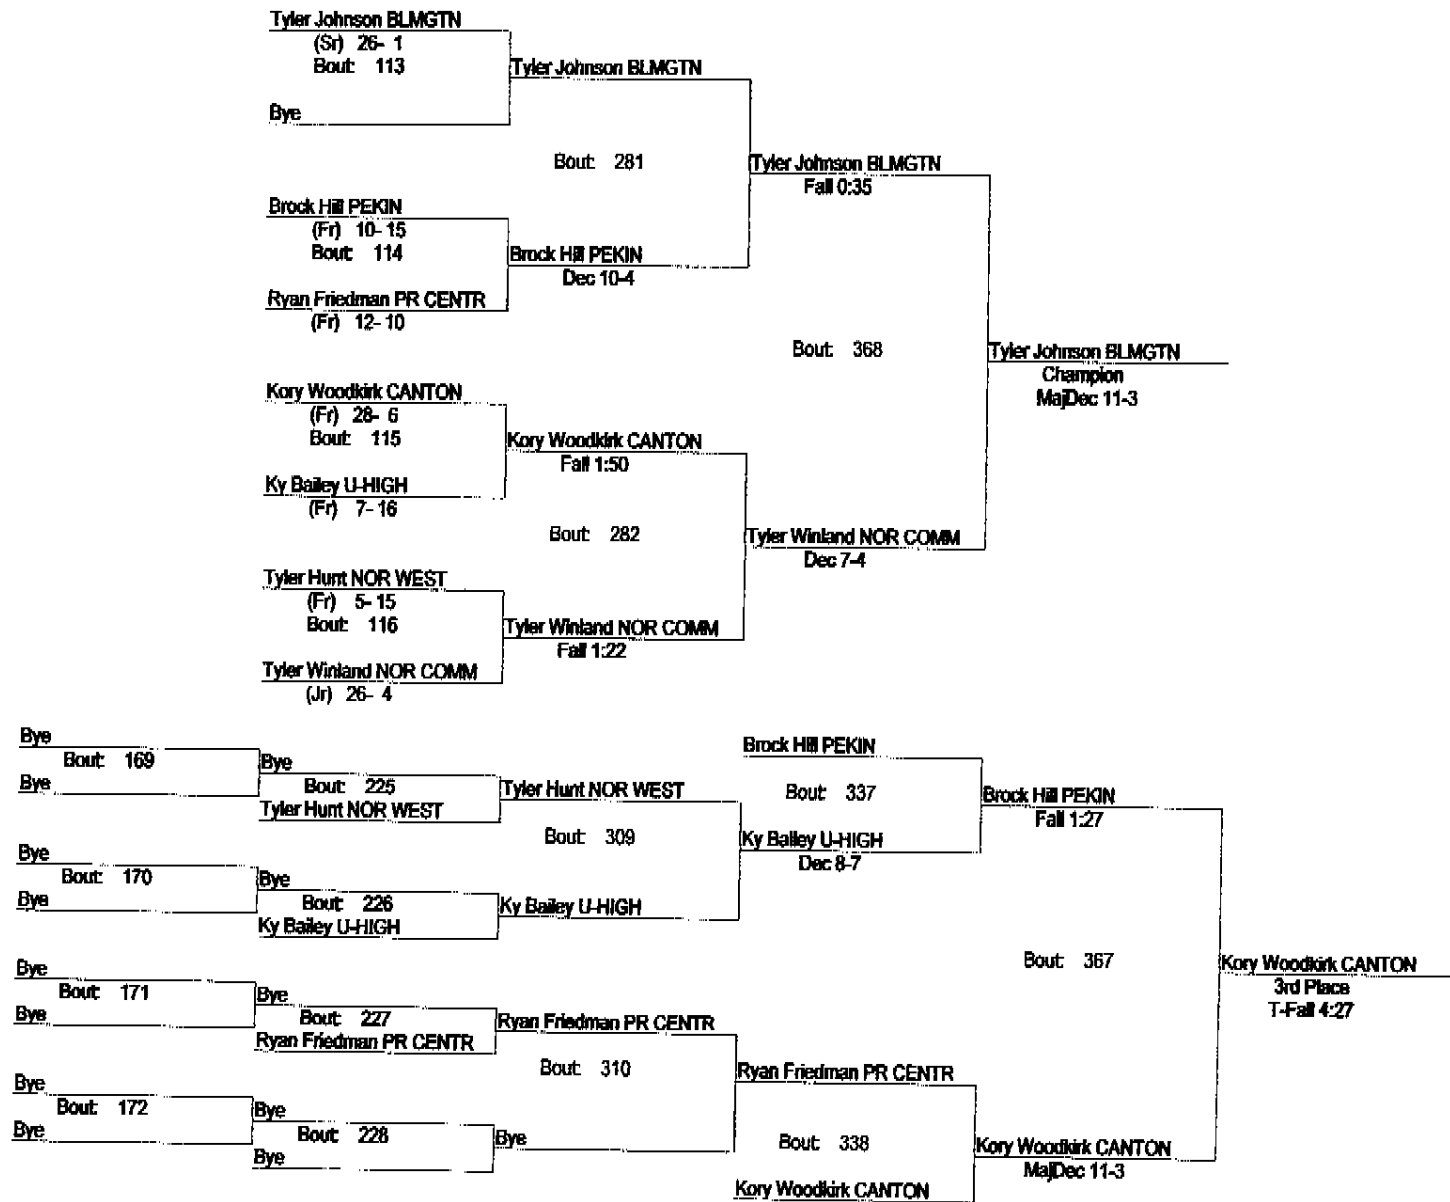 Tyler Johnson BLMGTN
(Sr) 26- 1
Bout: 113
Tyler Johnson BLMGTN
Bye
Bout: 281
Tyler Johnson BLMGTN
Fall 0:35
Brock Hill PEKIN
(Fr) 10- 15
Bout: 114
Brock Hill PEKIN
Dec 10-4
Ryan Friedman PR CENTR
(Fr) 12- 10
Bout: 368
Tyler Johnson BLMGTN
Champion
MajDec 11-3
Kory Woodkirk CANTON
(Fr) 28- 6
Bout: 115
Kory Woodkirk CANTON
Fall 1:50
Ky Bailey U-HIGH
(Fr) 7- 16
Bout: 282
Tyler Winland NOR COMM
Dec 7-4
Tyler Hunt NOR WEST
(Fr) 5- 15
Bout: 116
Tyler Winland NOR COMM
Fall 1:22
Tyler Winland NOR COMM
(Jr) 26- 4
Bye
Bout: 169
Bye
Bye
Bout: 225
Tyler Hunt NOR WEST
Tyler Hunt NOR WEST
Bout: 309
Brock Hill PEKIN
Bout: 337
Brock Hill PEKIN
Fall 1:27
Ky Bailey U-HIGH
Dec 8-7
Bye
Bout: 170
Bye
Bye
Bout: 226
Ky Bailey U-HIGH
Ky Bailey U-HIGH
Bout: 367
Kory Woodkirk CANTON
3rd Place
T-Fall 4:27
Bye
Bout: 171
Bye
Bye
Bout: 227
Ryan Friedman PR CENTR
Ryan Friedman PR CENTR
Bout: 310
Ryan Friedman PR CENTR
Bye
Bout: 172
Bye
Bye
Bout: 228
Bye
Bye
Bout: 338
Kory Woodkirk CANTON
MajDec 11-3
Kory Woodkirk CANTON